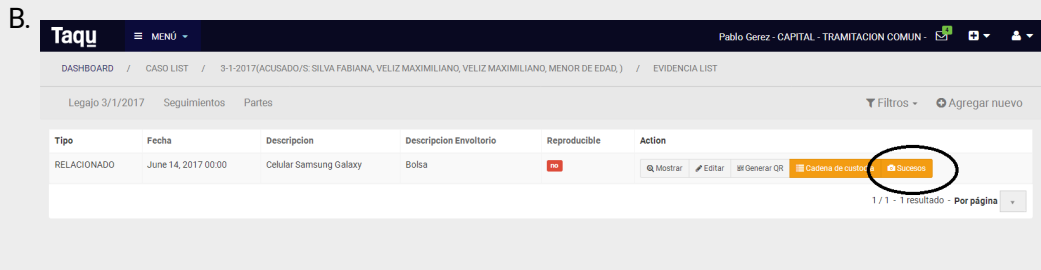 B.
Taqu MENÚ Pablo Gerez - CAPITAL - TRAMITACION COMUN -
DASHBOARD / CASO LIST / 3-1-2017(ACUSADO/S: SILVA FABIANA, VELIZ MAXIMILIANO, VELIZ MAXIMILIANO, MENOR DE EDAD, ) / EVIDENCIA LIST
Legajo 3/1/2017 Seguimientos Partes Filtros Agregar nuevo
Tipo Fecha Descripcion Descripcion Envoltorio Reproducible Action
RELACIONADO June 14, 2017 00:00 Celular Samsung Galaxy Bolsa no Mostrar Editar Generar QR Cadena de custodia Sucesos
1 / 1 - 1 resultado - Por página